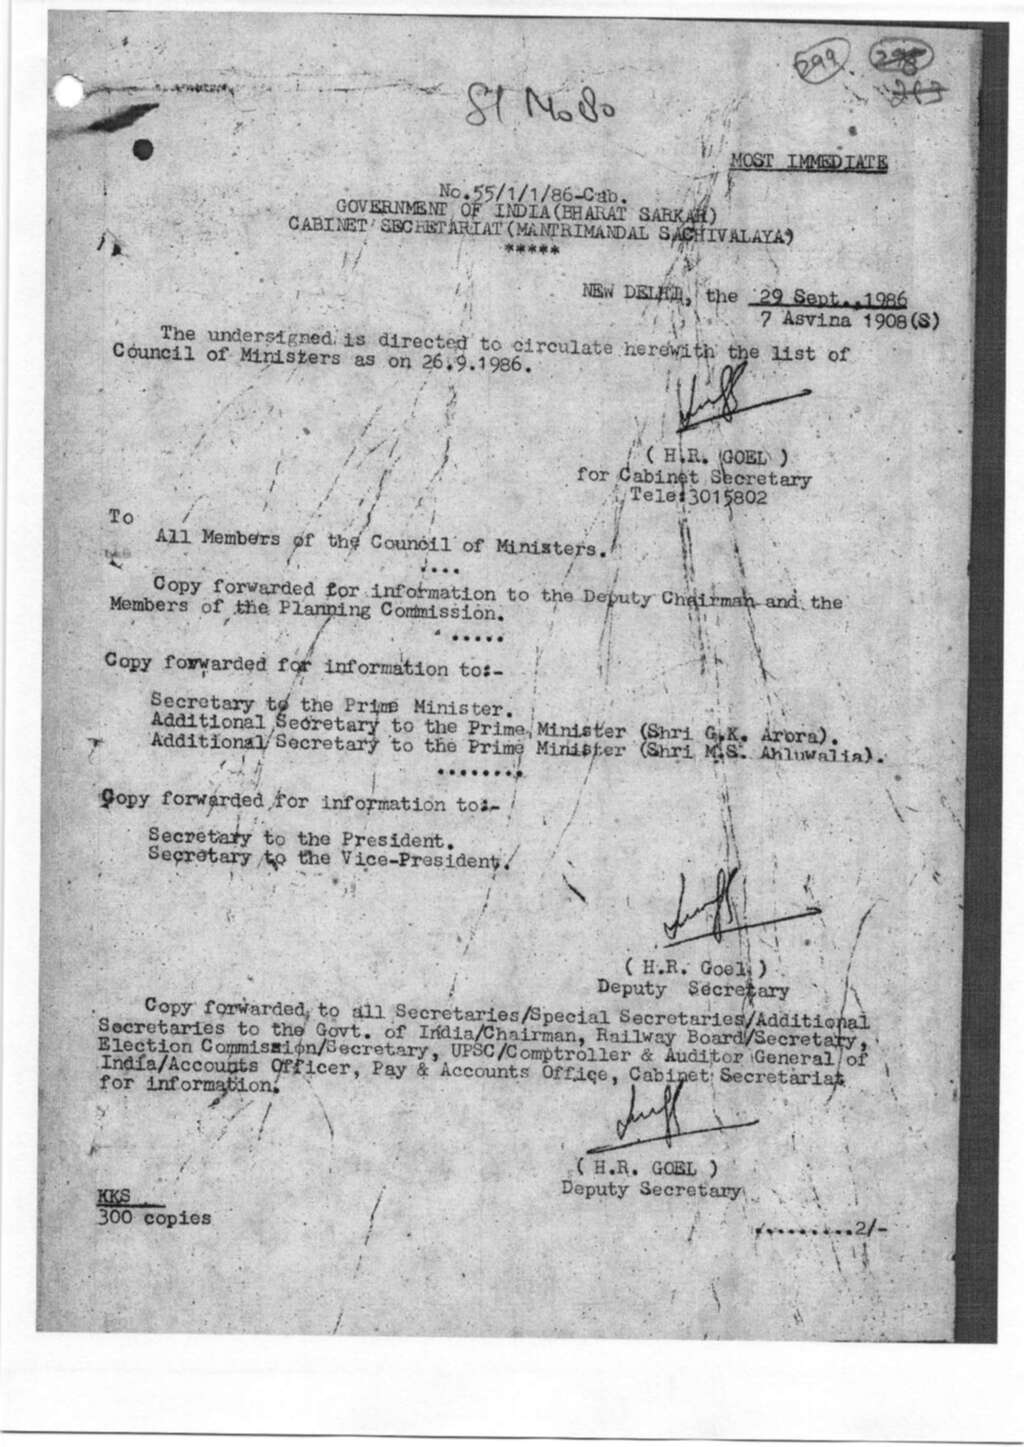 299 298
213
Sl No 80
MOST IMMEDIATE
No.55/1/1/86-Cab.
GOVERNMENT OF INDIA(BHARAT SARKAR)
CABINET SECRETARIAT(MANTRIMANDAL SACHIVALAYA)
*****
NEW DELHI, the 29 Sept.,1986
7 Asvina 1908(S)
The undersigned is directed to circulate herewith the list of
Council of Ministers as on 26.9.1986.
( H.R. GOEL )
for Cabinet Secretary
Tele:3015802
To
All Members of the Council of Ministers.
....
Copy forwarded for information to the Deputy Chairman and the
Members of the Planning Commission.
.....
Copy forwarded for information to:-
Secretary to the Prime Minister.
Additional Secretary to the Prime Minister (Shri G.K. Arora).
Additional Secretary to the Prime Minister (Shri M.S. Ahluwalia).
........
Copy forwarded for information to:-
Secretary to the President.
Secretary to the Vice-President.
( H.R. Goel )
Deputy Secretary
Copy forwarded to all Secretaries/Special Secretaries/Additional
Secretaries to the Govt. of India/Chairman, Railway Board/Secretary,
Election Commission/Secretary, UPSC/Comptroller & Auditor General of
India/Accounts Officer, Pay & Accounts Office, Cabinet Secretariat
for information.
( H.R. GOEL )
Deputy Secretary
KKS
300 copies
..........2/-